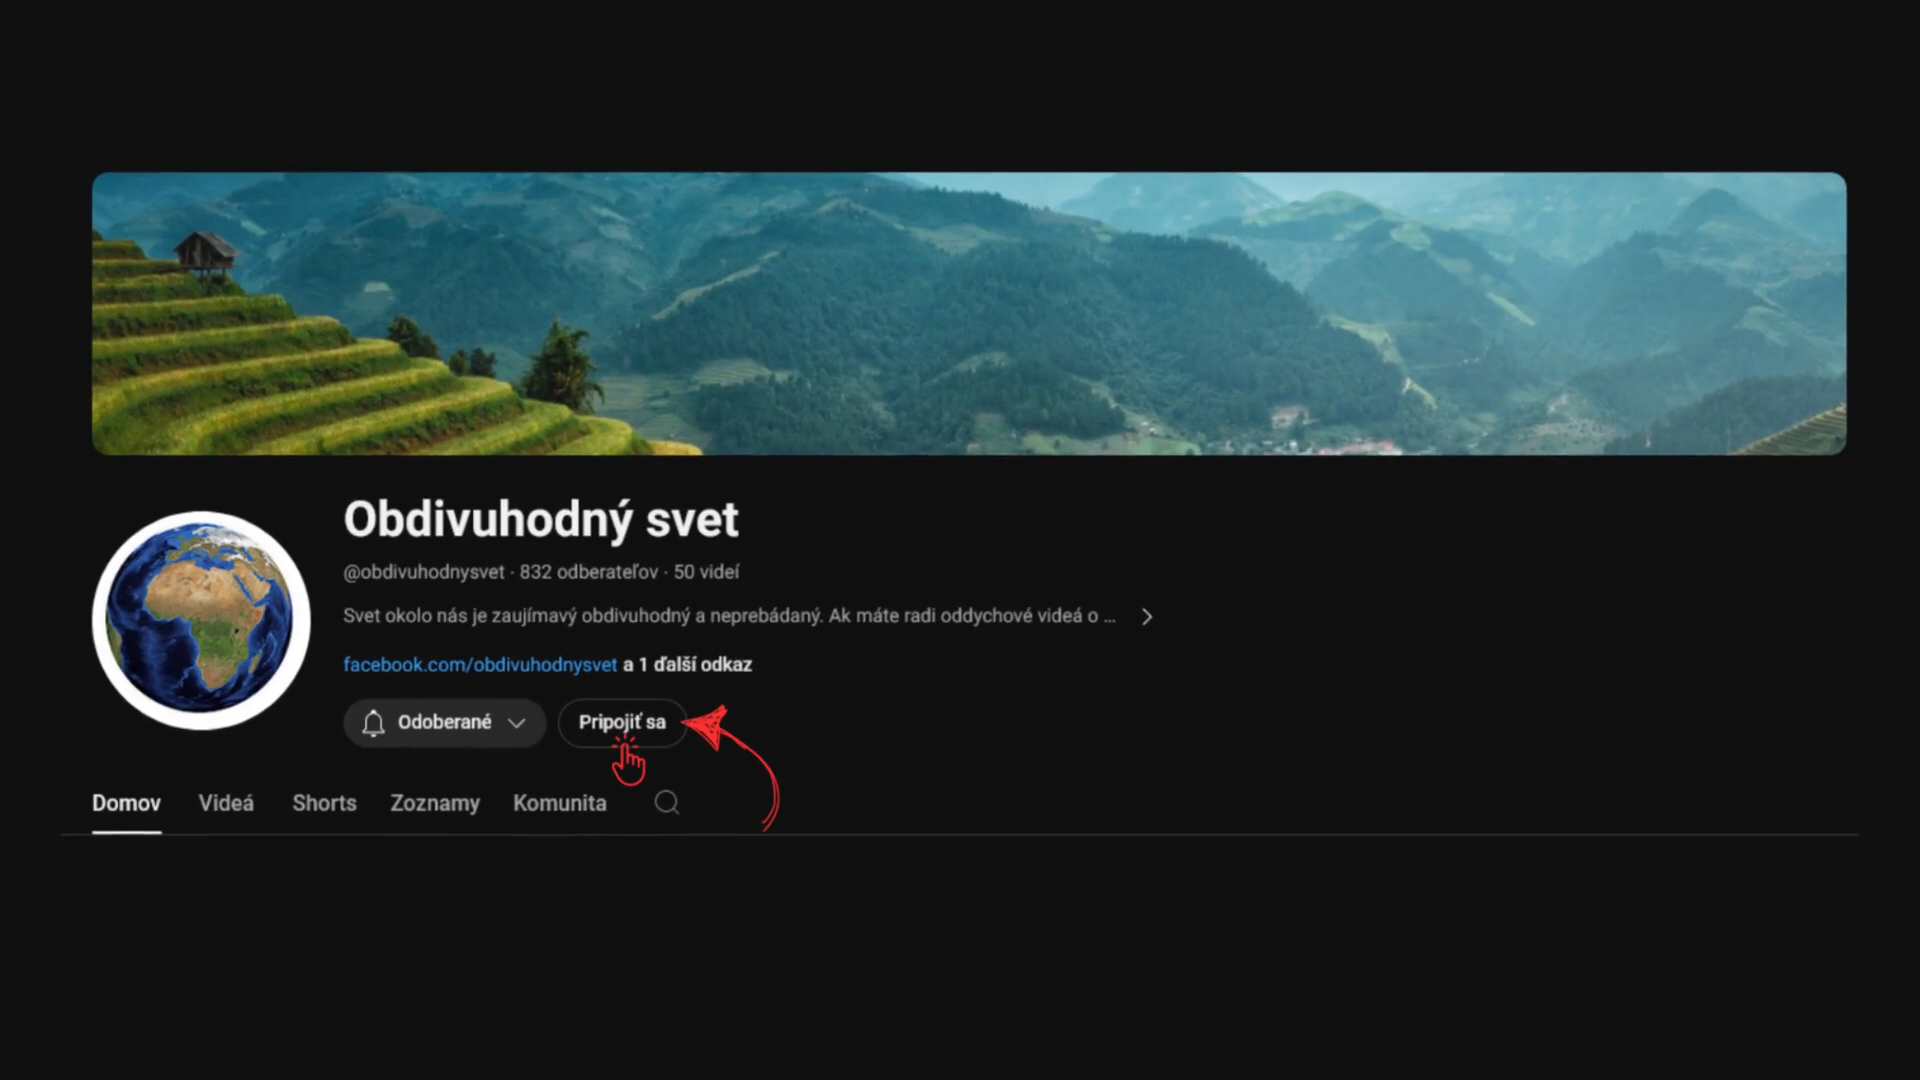 Obdivuhodný svet
@obdivuhodnysvet · 832 odberateľov · 50 videí
Svet okolo nás je zaujímavý obdivuhodný a neprebádaný. Ak máte radi oddychové videá o ...
facebook.com/obdivuhodnysvet a 1 ďalší odkaz
Odoberané Pripojiť sa
Domov Videá Shorts Zoznamy Komunita